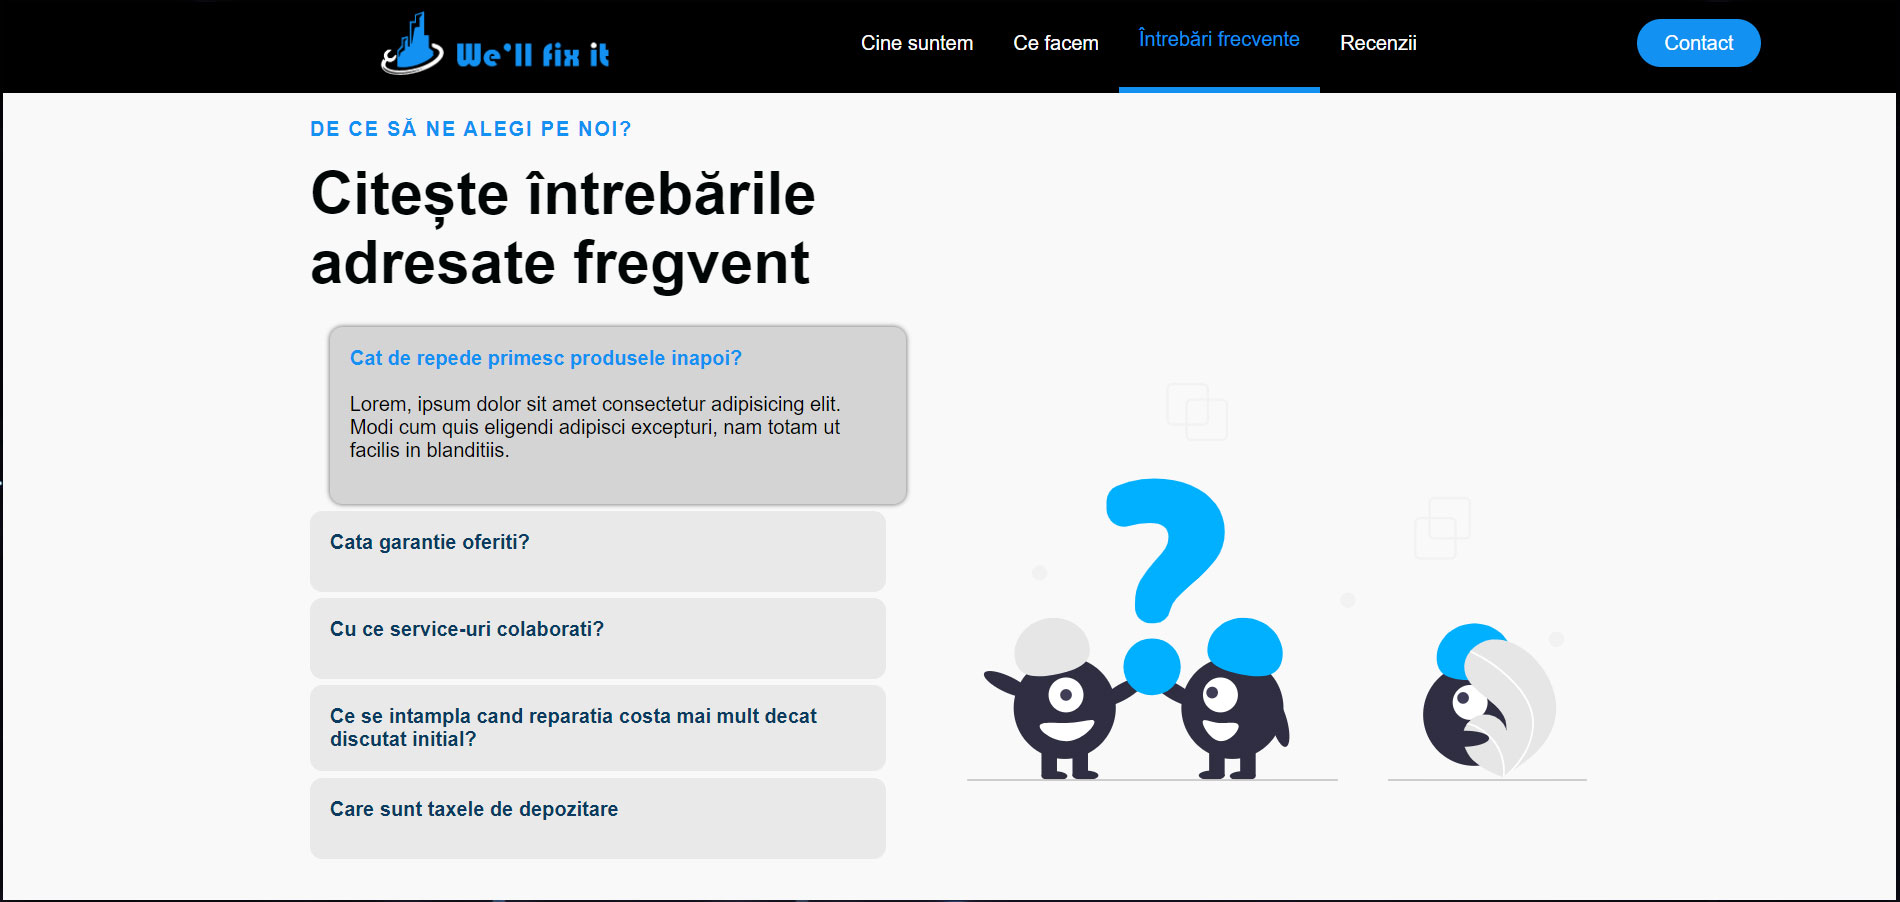 We'll fix it
Cine suntem
Ce facem
Întrebări frecvente
Recenzii
Contact
DE CE SĂ NE ALEGI PE NOI?
Citește întrebările
adresate fregvent
Cat de repede primesc produsele inapoi?
Lorem, ipsum dolor sit amet consectetur adipisicing elit.
Modi cum quis eligendi adipisci excepturi, nam totam ut
facilis in blanditiis.
Cata garantie oferiti?
Cu ce service-uri colaborati?
Ce se intampla cand reparatia costa mai mult decat
discutat initial?
Care sunt taxele de depozitare
?